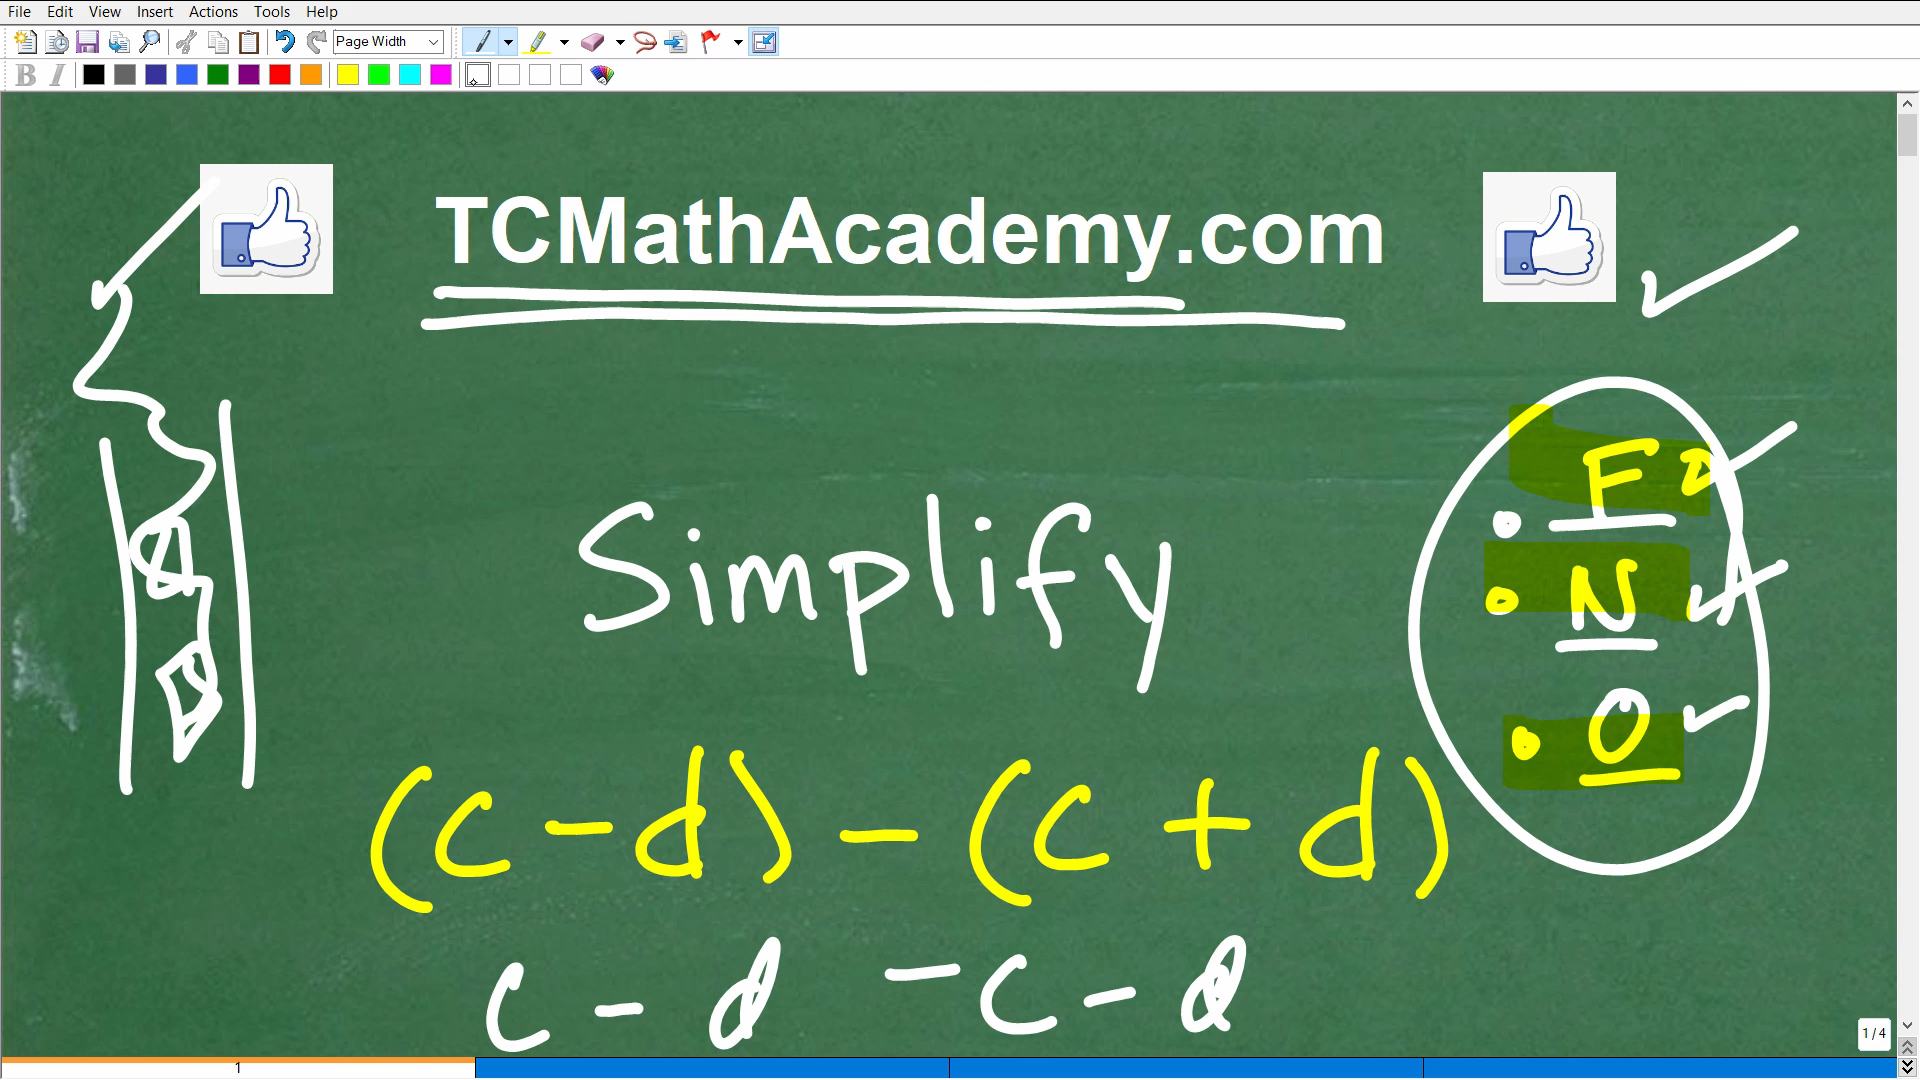 File Edit View Insert Actions Tools Help
Page Width
B I
TCMathAcademy.com
F
Simplify
N
O
(c - d) - (c + d)
c - d - c - d
1 / 4
1